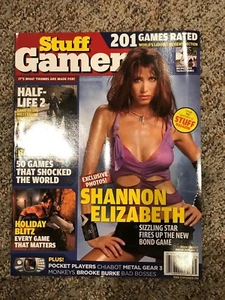 Stuff
Gamer
201 GAMES RATED
IT'S WHAT THUMBS ARE MADE FOR!
HALF-
LIFE 2
50 GAMES
THAT SHOCKED
THE WORLD
STUFF
EXCLUSIVE
PHOTOS!
SHANNON
ELIZABETH
SIZZLING STAR
FIRES UP THE NEW
BOND GAME
HOLIDAY
BLITZ
EVERY GAME
THAT MATTERS
PLUS!
POCKET PLAYERS CHIABOT METAL GEAR 3
MONKEYS BROOKE BURKE BAD BOSSES